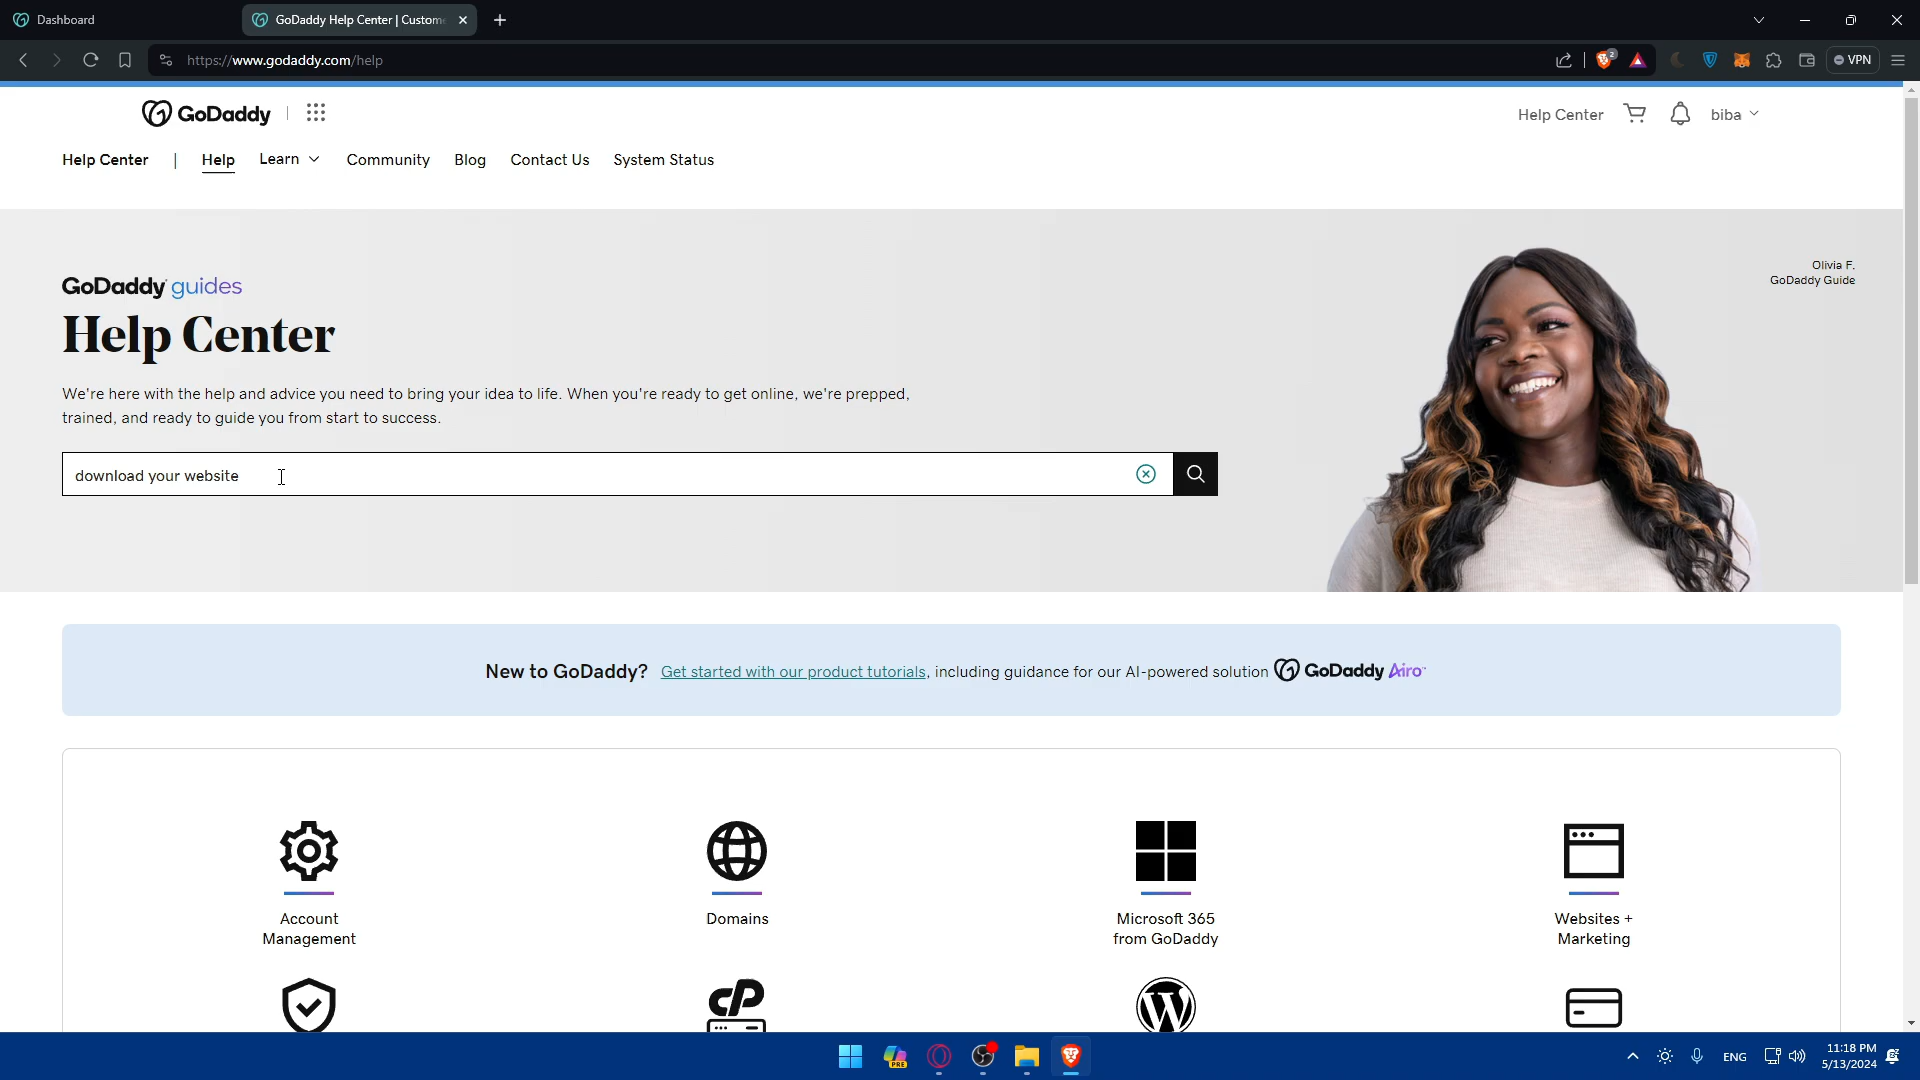 Dashboard
GoDaddy Help Center | Custome
https://www.godaddy.com/help
2
VPN
GoDaddy
Help Center
biba
Help Center | Help Learn Community Blog Contact Us System Status
Olivia F.
GoDaddy Guide
GoDaddy guides
Help Center
We're here with the help and advice you need to bring your idea to life. When you're ready to get online, we're prepped,
trained, and ready to guide you from start to success.
download your website
New to GoDaddy? Get started with our product tutorials, including guidance for our AI-powered solution GoDaddy Airo™
Account
Management
Domains
Microsoft 365
from GoDaddy
Websites +
Marketing
cP
W
PRE
ENG
11:18 PM
5/13/2024